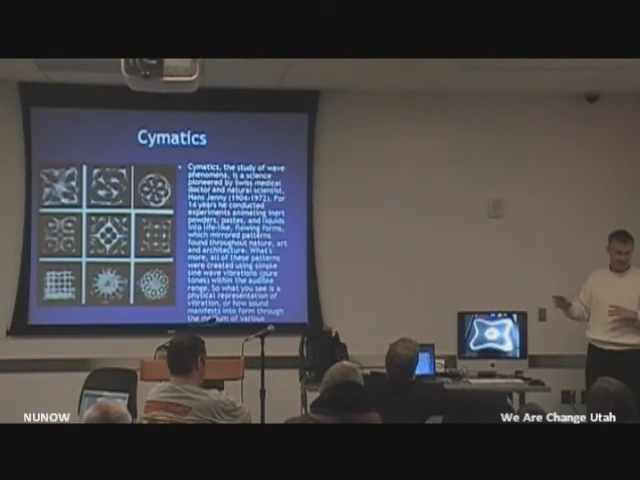 Cymatics
• Cymatics, the study of wave
phenomena, is a science
pioneered by Swiss medical
doctor and natural scientist,
Hans Jenny (1904-1972). For
14 years he conducted
experiments animating inert
powders, pastes, and liquids
into life-like, flowing forms,
which mirrored patterns
found throughout nature, art
and architecture. What's
more, all of these patterns
were created using simple
sine wave vibrations (pure
tones) within the audible
range. So what you see is a
physical representation of
vibration, or how sound
manifests into form through
the medium of various
NUNOW
We Are Change Utah